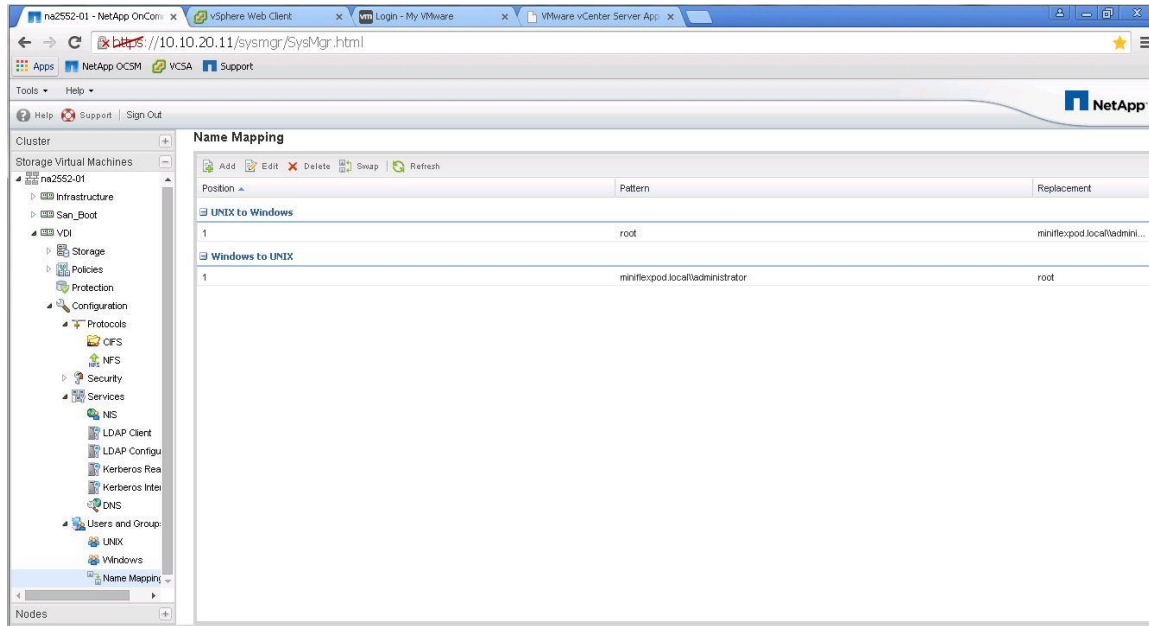 na2552-01 - NetApp OnCom
vSphere Web Client
vm Login - My VMware
VMware vCenter Server App
https://10.10.20.11/sysmgr/SysMgr.html
Apps NetApp OCSM VCSA Support
Tools Help
NetApp
Help Support | Sign Out
Cluster
Storage Virtual Machines
na2552-01
Infrastructure
San_Boot
VDI
Storage
Policies
Protection
Configuration
Protocols
CIFS
NFS
Security
Services
NIS
LDAP Client
LDAP Configu
Kerberos Rea
Kerberos Inte
DNS
Users and Group
UNIX
Windows
Name Mapping
Nodes
Name Mapping
Add Edit Delete Swap Refresh
Position Pattern Replacement
UNIX to Windows
1 root miniflexpod.local\\admini...
Windows to UNIX
1 miniflexpod.local\\administrator root